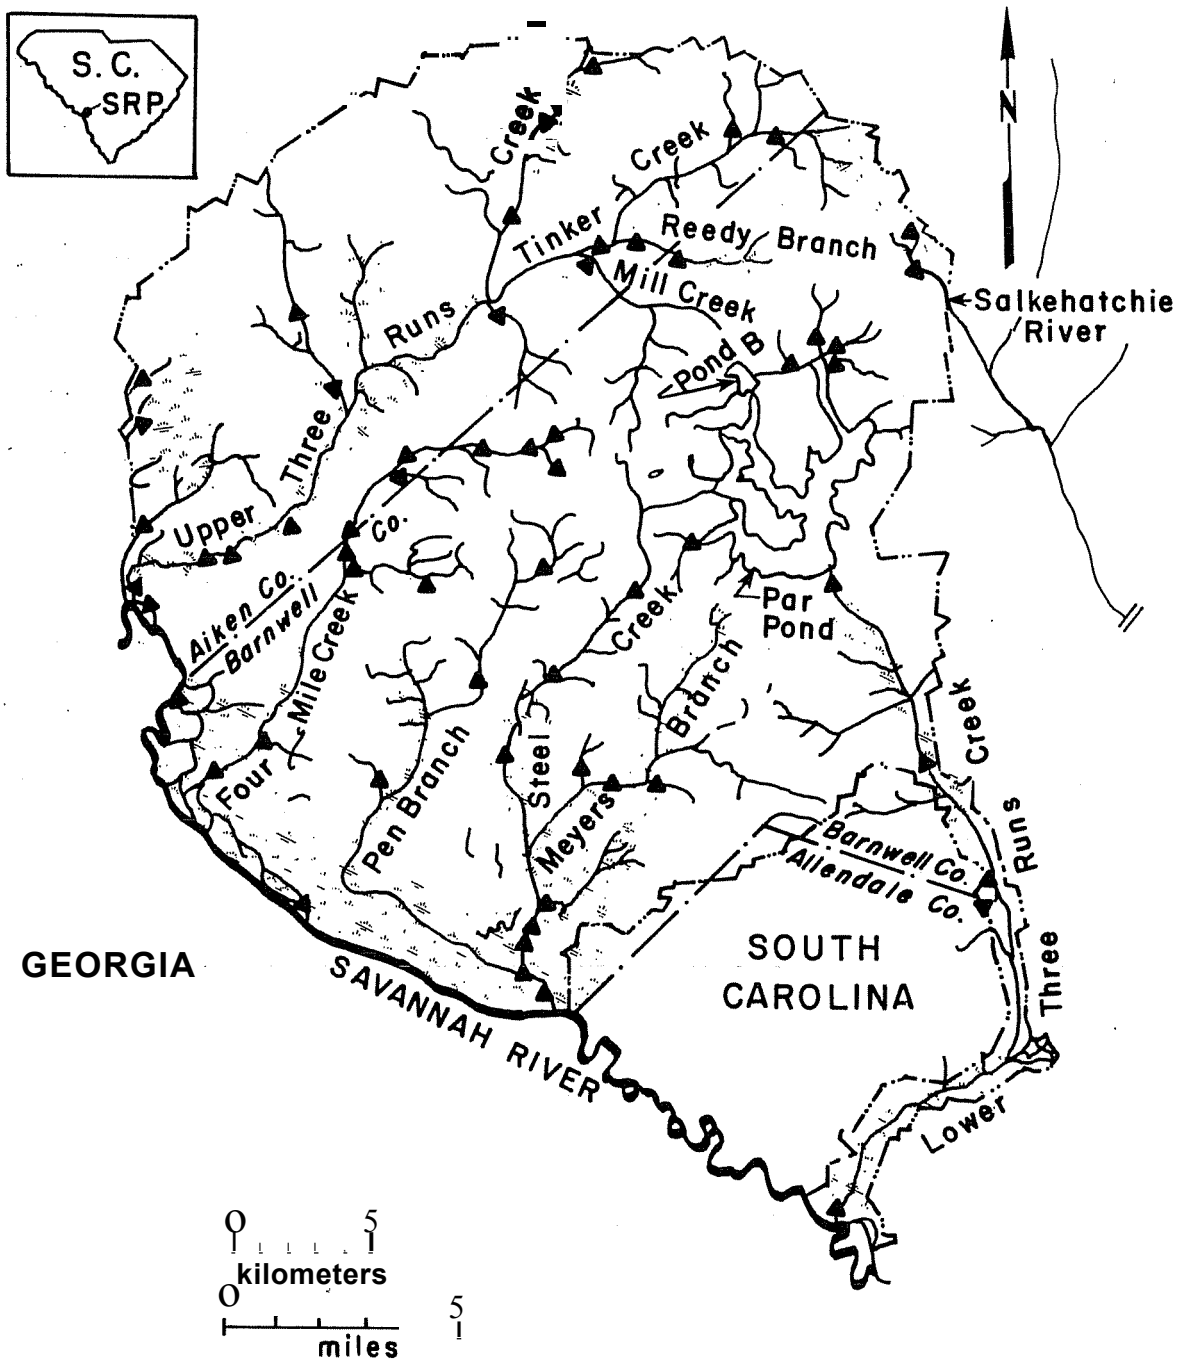 S. C.
SRP
N
Creek
Creek
Tinker
Reedy Branch
Mill Creek
Runs
Pond B
Salkehatchie
River
Three
Upper
Co.
Aiken Co.
Barnwell
Four Mile Creek
Creek
Par
Pond
Branch
Pen Branch
Steel
Meyers
Creek
Runs
Three
Lower
Barnwell Co.
Allendale Co.
SOUTH
CAROLINA
GEORGIA
SAVANNAH RIVER
0 5
kilometers
0 5
miles